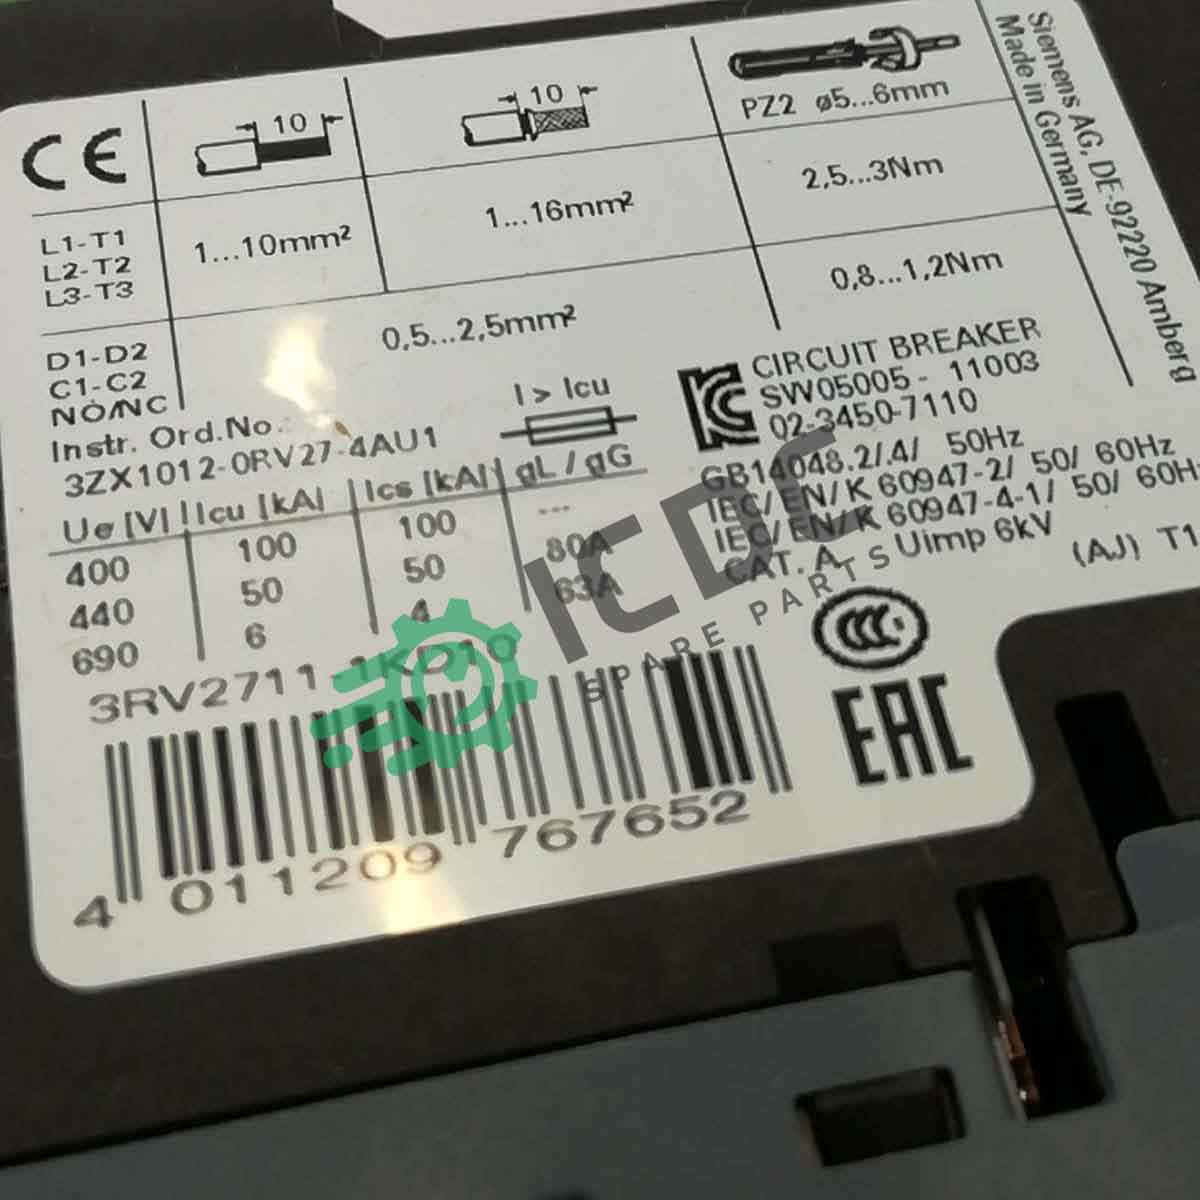 CE
10
10
PZ2 ø5...6mm
L1-T1
L2-T2
L3-T3
1...10mm²
1...16mm²
2,5...3Nm
D1-D2
C1-C2
NO/NC
0,5...2,5mm²
0,8...1,2Nm
Siemens AG, DE-92220 Amberg
Made in Germany
Instr. Ord.No.:
3ZX1012-0RV27-4AU1
I > Icu
CIRCUIT BREAKER
SW05005 - 11003
02-3450-7110
GB14048.2/.4/ 50Hz
IEC/EN/K 60947-2/ 50/ 60Hz
IEC/EN/K 60947-4-1/ 50/ 60H
CAT. A, Uimp 6kV
(AJ) T1
Ue [V] Icu [kA] Ics [kA] gL / gG
400 100 100 ---
440 50 50 80A
690 6 4 63A
3RV2711-1KD10
4 011209 767652
CCC
EAC
ICDC
SPARE PARTS